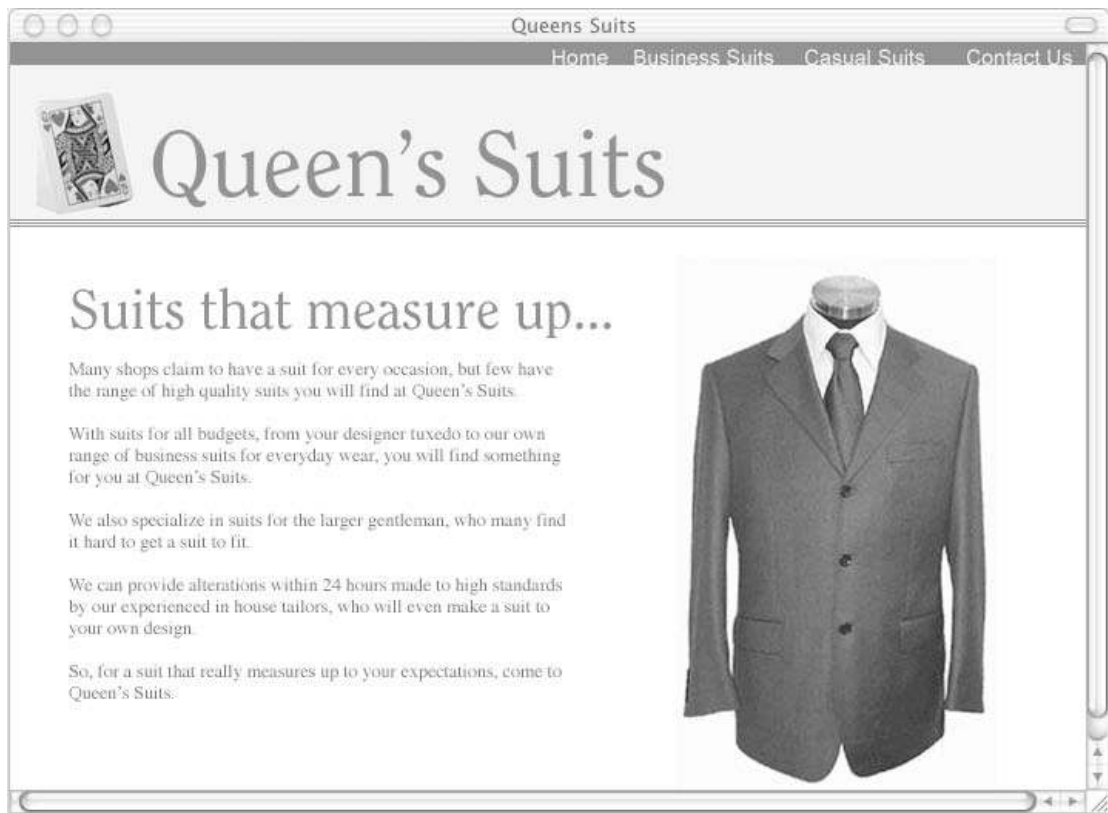 Queens Suits
Home Business Suits Casual Suits Contact Us
Queen's Suits
Suits that measure up...
Many shops claim to have a suit for every occasion, but few have
the range of high quality suits you will find at Queen's Suits.
With suits for all budgets, from your designer tuxedo to our own
range of business suits for everyday wear, you will find something
for you at Queen's Suits.
We also specialize in suits for the larger gentleman, who many find
it hard to get a suit to fit.
We can provide alterations within 24 hours made to high standards
by our experienced in house tailors, who will even make a suit to
your own design.
So, for a suit that really measures up to your expectations, come to
Queen's Suits.